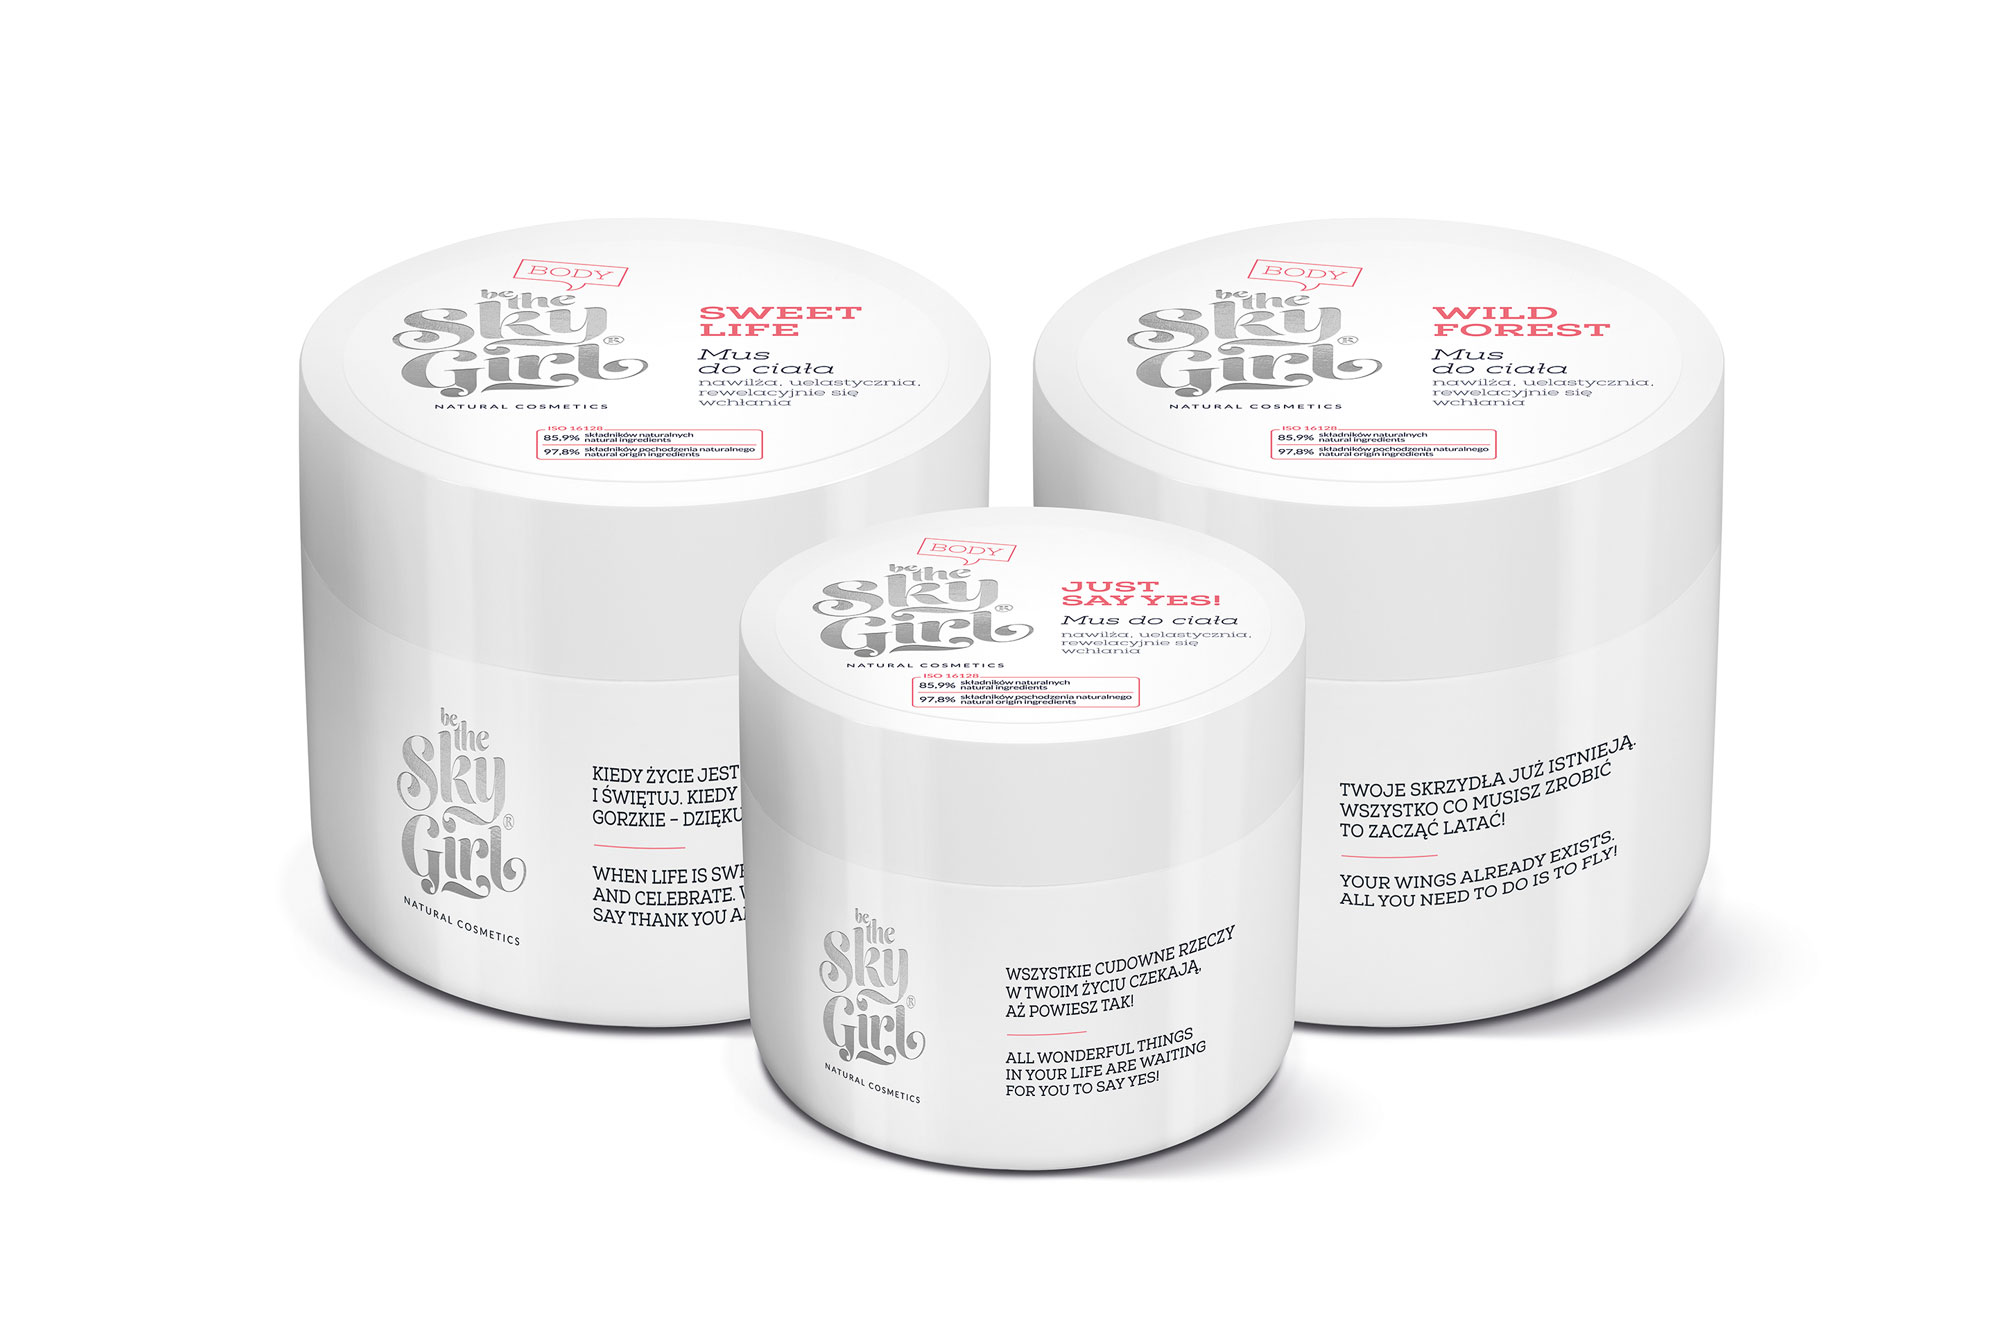 BODY
be the
Sky
Girl®
NATURAL COSMETICS
SWEET
LIFE
Mus
do ciała
nawilża, uelastycznia,
rewelacyjnie się
wchłania
ISO 16128
85,9% składników naturalnych
natural ingredients
97,8% składników pochodzenia naturalnego
natural origin ingredients
be
the
Sky
Girl®
NATURAL COSMETICS
KIEDY ŻYCIE JEST
I ŚWIĘTUJ. KIEDY
GORZKIE – DZIĘKU
WHEN LIFE IS SWE
AND CELEBRATE.
SAY THANK YOU A
BODY
be the
Sky
Girl®
NATURAL COSMETICS
WILD
FOREST
Mus
do ciała
nawilża, uelastycznia,
rewelacyjnie się
wchłania
ISO 16128
85,9% składników naturalnych
natural ingredients
97,8% składników pochodzenia naturalnego
natural origin ingredients
TWOJE SKRZYDŁA JUŻ ISTNIEJĄ.
WSZYSTKO CO MUSISZ ZROBIĆ
TO ZACZĄĆ LATAĆ!
YOUR WINGS ALREADY EXISTS.
ALL YOU NEED TO DO IS TO FLY!
BODY
be the
Sky
Girl®
NATURAL COSMETICS
JUST
SAY YES!
Mus do ciała
nawilża, uelastycznia,
rewelacyjnie się
wchłania
ISO 16128
85,9% składników naturalnych
natural ingredients
97,8% składników pochodzenia naturalnego
natural origin ingredients
be
the
Sky
Girl®
NATURAL COSMETICS
WSZYSTKIE CUDOWNE RZECZY
W TWOIM ŻYCIU CZEKAJĄ,
AŻ POWIESZ TAK!
ALL WONDERFUL THINGS
IN YOUR LIFE ARE WAITING
FOR YOU TO SAY YES!